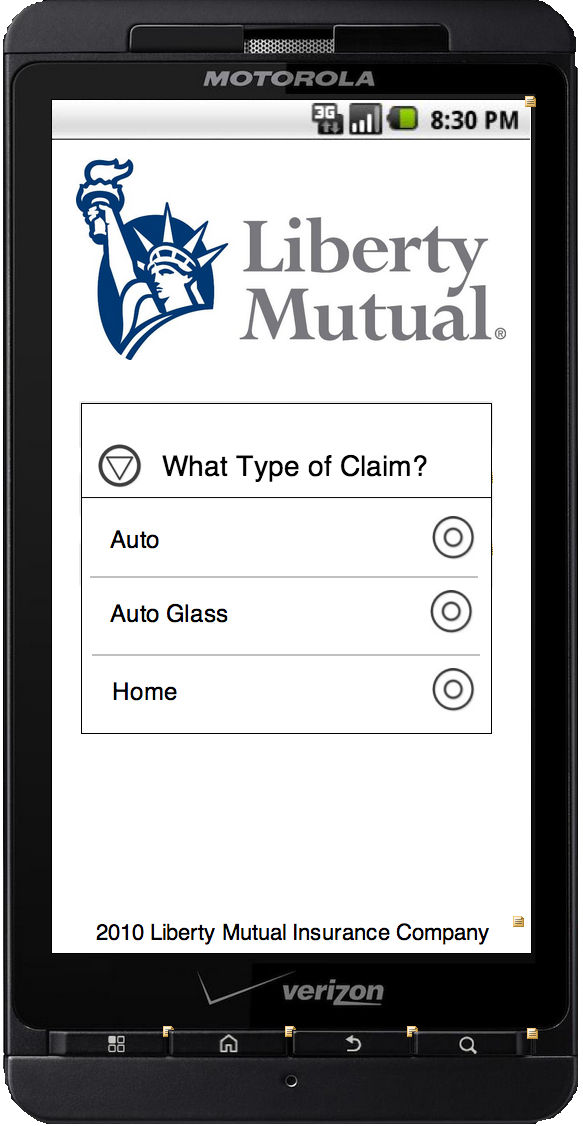 MOTOROLA
3G 8:30 PM
Liberty
Mutual®
What Type of Claim?
Auto
Auto Glass
Home
2010 Liberty Mutual Insurance Company
verizon